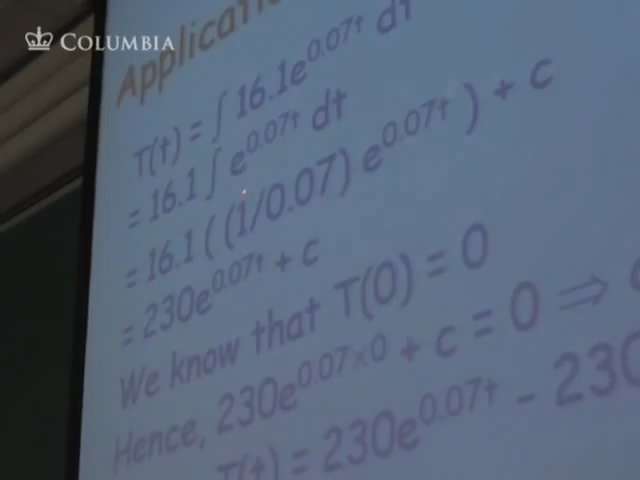 COLUMBIA
Application
T(t) = ∫ 16.1e^0.07t dt
= 16.1 ∫ e^0.07t dt
= 16.1 ( (1/0.07) e^0.07t ) + c
= 230e^0.07t + c
We know that T(0) = 0
Hence, 230e^0.07×0 + c = 0 ⇒
T(t) = 230e^0.07t - 230